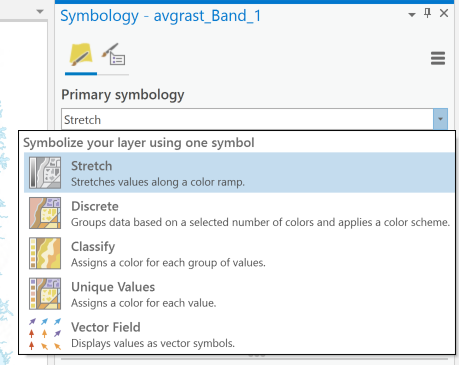 Symbology - avgrast_Band_1
Primary symbology
Stretch
Symbolize your layer using one symbol
Stretch
Stretches values along a color ramp.
Discrete
Groups data based on a selected number of colors and applies a color scheme.
Classify
Assigns a color for each group of values.
Unique Values
Assigns a color for each value.
Vector Field
Displays values as vector symbols.